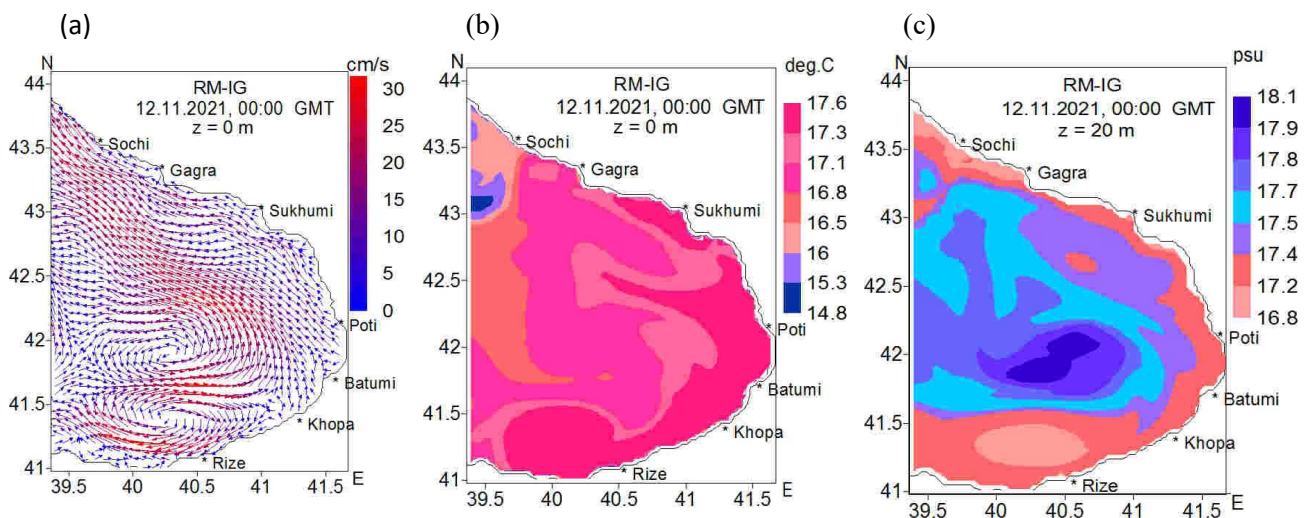 (a)
N
cm/s
44
RM-IG
12.11.2021, 00:00 GMT
z = 0 m
30
Sochi
43.5
Gagra
20
43
Sukhumi
10
42.5
5
0
42
Poti
Batumi
41.5
Khopa
Rize
41
39.5 40 40.5 41 41.5 E
(b)
N
deg.C
44
RM-IG
12.11.2021, 00:00 GMT
z = 0 m
17.6
17.3
17.1
16.8
16.5
16
15.3
14.8
43.5
Sochi
Gagra
43
Sukhumi
42.5
42
Poti
Batumi
41.5
Khopa
Rize
41
39.5 40 40.5 41 41.5 E
(c)
psu
N
44
RM-IG
12.11.2021, 00:00 GMT
z = 20 m
18.1
17.9
17.8
17.7
17.5
17.4
17.2
16.8
43.5
Sochi
Gagra
43
Sukhumi
42.5
42
Poti
Batumi
41.5
Khopa
Rize
41
39.5 40 40.5 41 41.5 E